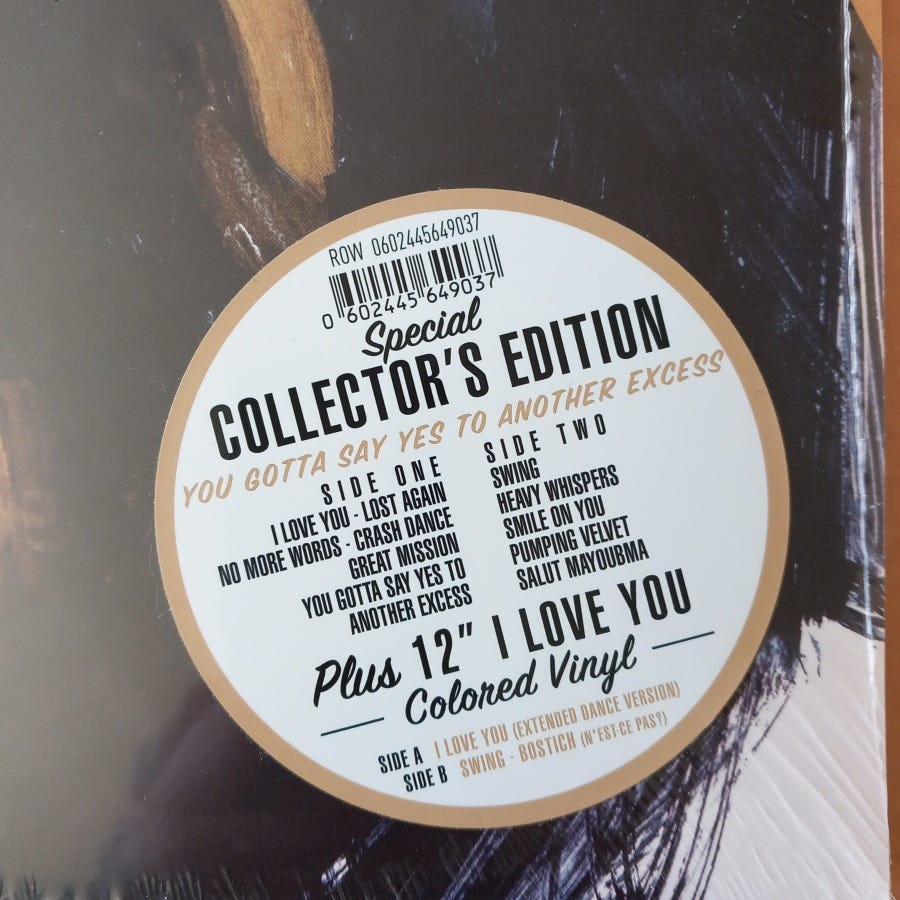 ROW 0602445649037
0 602445 649037
Special
COLLECTOR'S EDITION
YOU GOTTA SAY YES TO ANOTHER EXCESS
SIDE ONE
I LOVE YOU - LOST AGAIN
NO MORE WORDS - CRASH DANCE
GREAT MISSION
YOU GOTTA SAY YES TO
ANOTHER EXCESS
SIDE TWO
SWING
HEAVY WHISPERS
SMILE ON YOU
PUMPING VELVET
SALUT MAYOUBMA
Plus 12" I LOVE YOU
Colored Vinyl
SIDE A I LOVE YOU (EXTENDED DANCE VERSION)
SIDE B SWING - BOSTICH (N'EST-CE PAS?)